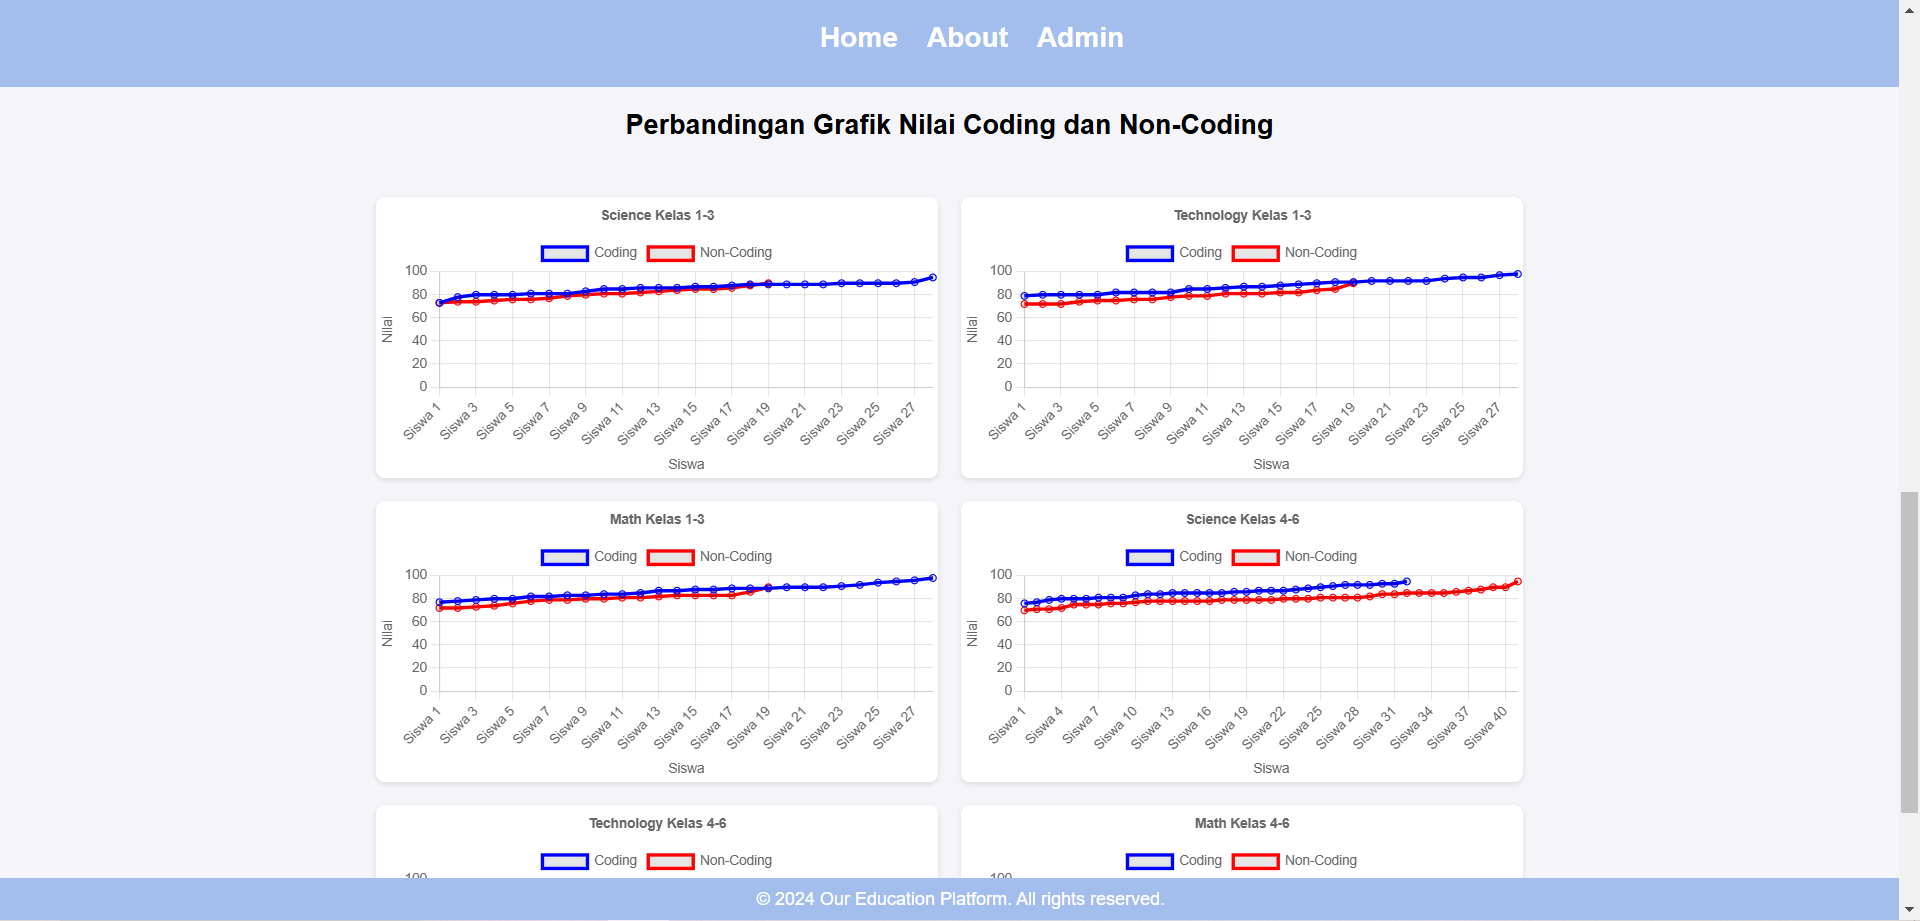 Home About Admin
Perbandingan Grafik Nilai Coding dan Non-Coding
Science Kelas 1-3
Coding Non-Coding
100
80
60
40
20
0
Nilai
Siswa 1 Siswa 3 Siswa 5 Siswa 7 Siswa 9 Siswa 11 Siswa 13 Siswa 15 Siswa 17 Siswa 19 Siswa 21 Siswa 23 Siswa 25 Siswa 27
Siswa
Technology Kelas 1-3
Coding Non-Coding
100
80
60
40
20
0
Nilai
Siswa 1 Siswa 3 Siswa 5 Siswa 7 Siswa 9 Siswa 11 Siswa 13 Siswa 15 Siswa 17 Siswa 19 Siswa 21 Siswa 23 Siswa 25 Siswa 27
Siswa
Math Kelas 1-3
Coding Non-Coding
100
80
60
40
20
0
Nilai
Siswa 1 Siswa 3 Siswa 5 Siswa 7 Siswa 9 Siswa 11 Siswa 13 Siswa 15 Siswa 17 Siswa 19 Siswa 21 Siswa 23 Siswa 25 Siswa 27
Siswa
Science Kelas 4-6
Coding Non-Coding
100
80
60
40
20
0
Nilai
Siswa 1 Siswa 4 Siswa 7 Siswa 10 Siswa 13 Siswa 16 Siswa 19 Siswa 22 Siswa 25 Siswa 28 Siswa 31 Siswa 34 Siswa 37 Siswa 40
Siswa
Technology Kelas 4-6
Coding Non-Coding
100
Math Kelas 4-6
Coding Non-Coding
100
© 2024 Our Education Platform. All rights reserved.